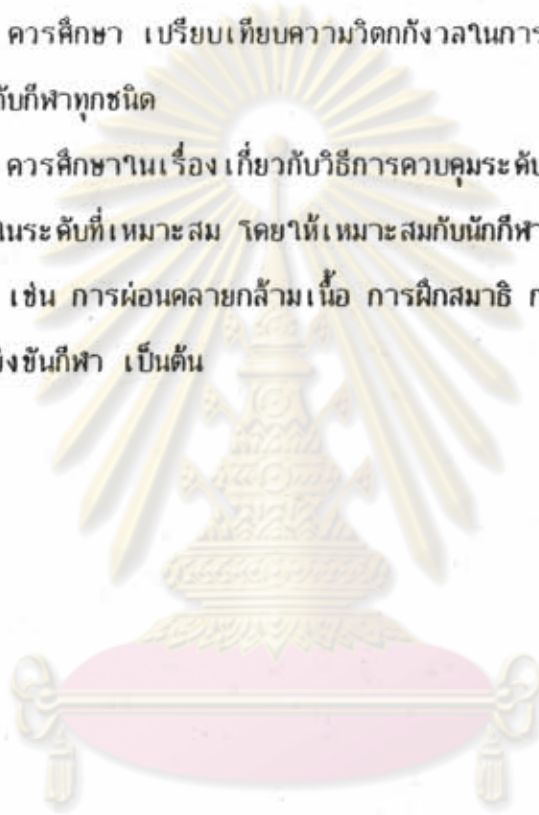 ควรศึกษา เปรียบเทียบความวิตกกังวลในการ
กับกีฬาทุกชนิด
ควรศึกษาในเรื่องเกี่ยวกับวิธีการควบคุมระดับ
ในระดับที่เหมาะสม โดยให้เหมาะสมกับนักกีฬา
เช่น การผ่อนคลายกล้ามเนื้อ การฝึกสมาธิ ก
ขันกีฬา เป็นต้น